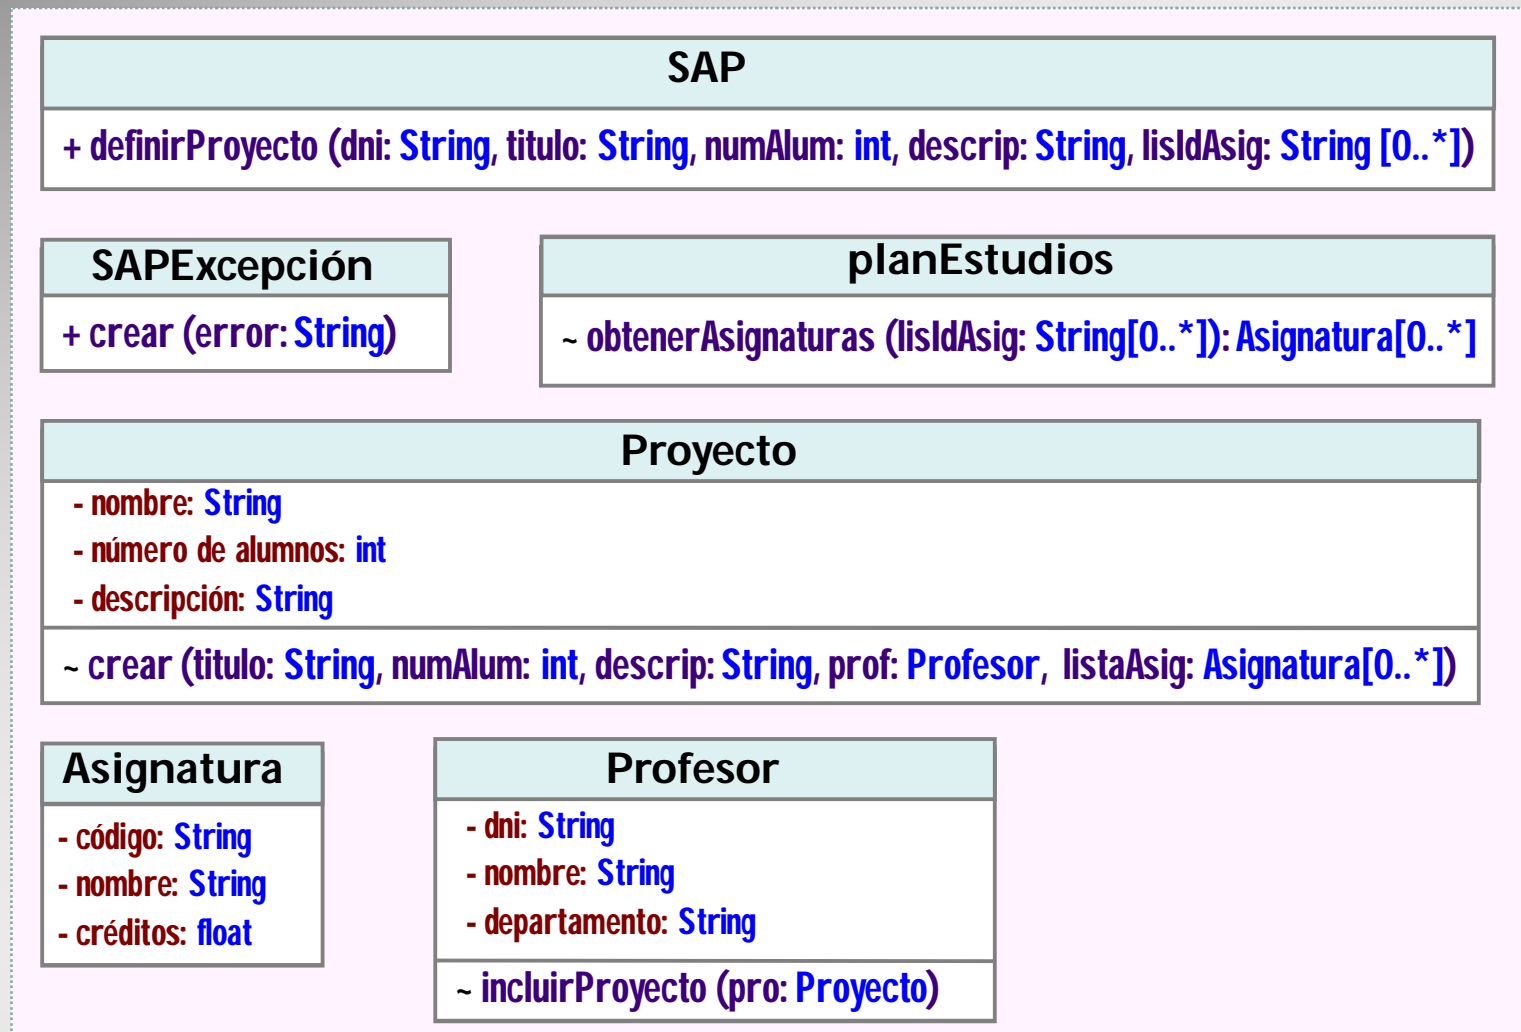 SAP
+ definirProyecto (dni: String, titulo: String, numAlum: int, descrip: String, lisIdAsig: String [0..*])
SAPExcepción
+ crear (error: String)
planEstudios
~ obtenerAsignaturas (lisIdAsig: String[0..*]): Asignatura[0..*]
Proyecto
- nombre: String
- número de alumnos: int
- descripción: String
~ crear (titulo: String, numAlum: int, descrip: String, prof: Profesor, listaAsig: Asignatura[0..*])
Asignatura
- código: String
- nombre: String
- créditos: float
Profesor
- dni: String
- nombre: String
- departamento: String
~ incluirProyecto (pro: Proyecto)